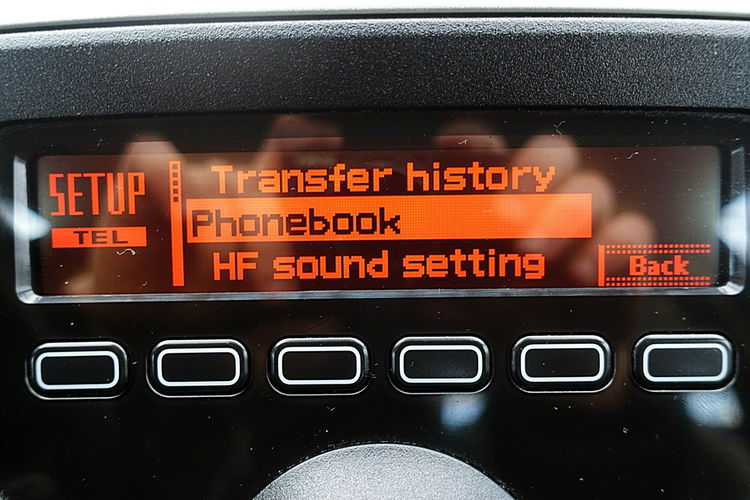 SETUP
TEL
Transfer history
Phonebook
HF sound setting
Back